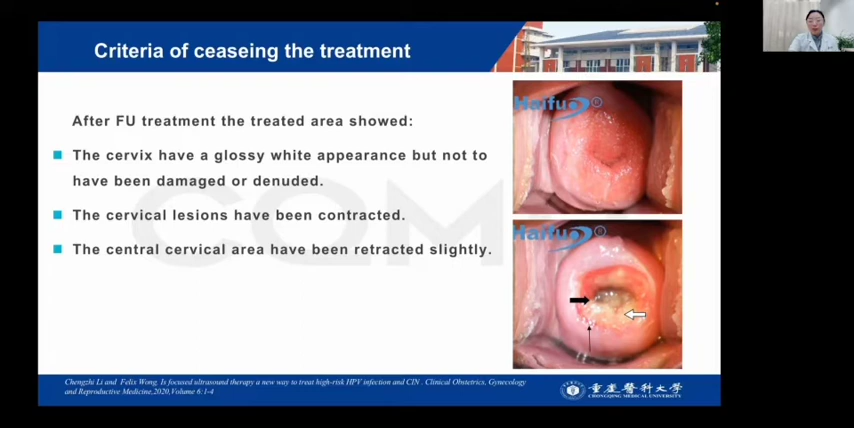 Criteria of ceaseing the treatment
After FU treatment the treated area showed:
The cervix have a glossy white appearance but not to
have been damaged or denuded.
The cervical lesions have been contracted.
The central cervical area have been retracted slightly.
Haifu®
Haifu®
CQMU
Chengzhi Li and Felix Wong. Is focused ultrasound therapy a new way to treat high-risk HPV infection and CIN . Clinical Obstetrics, Gynecology
and Reproductive Medicine,2020,Volume 6:1-4
重慶醫科大學
CHONGQING MEDICAL UNIVERSITY